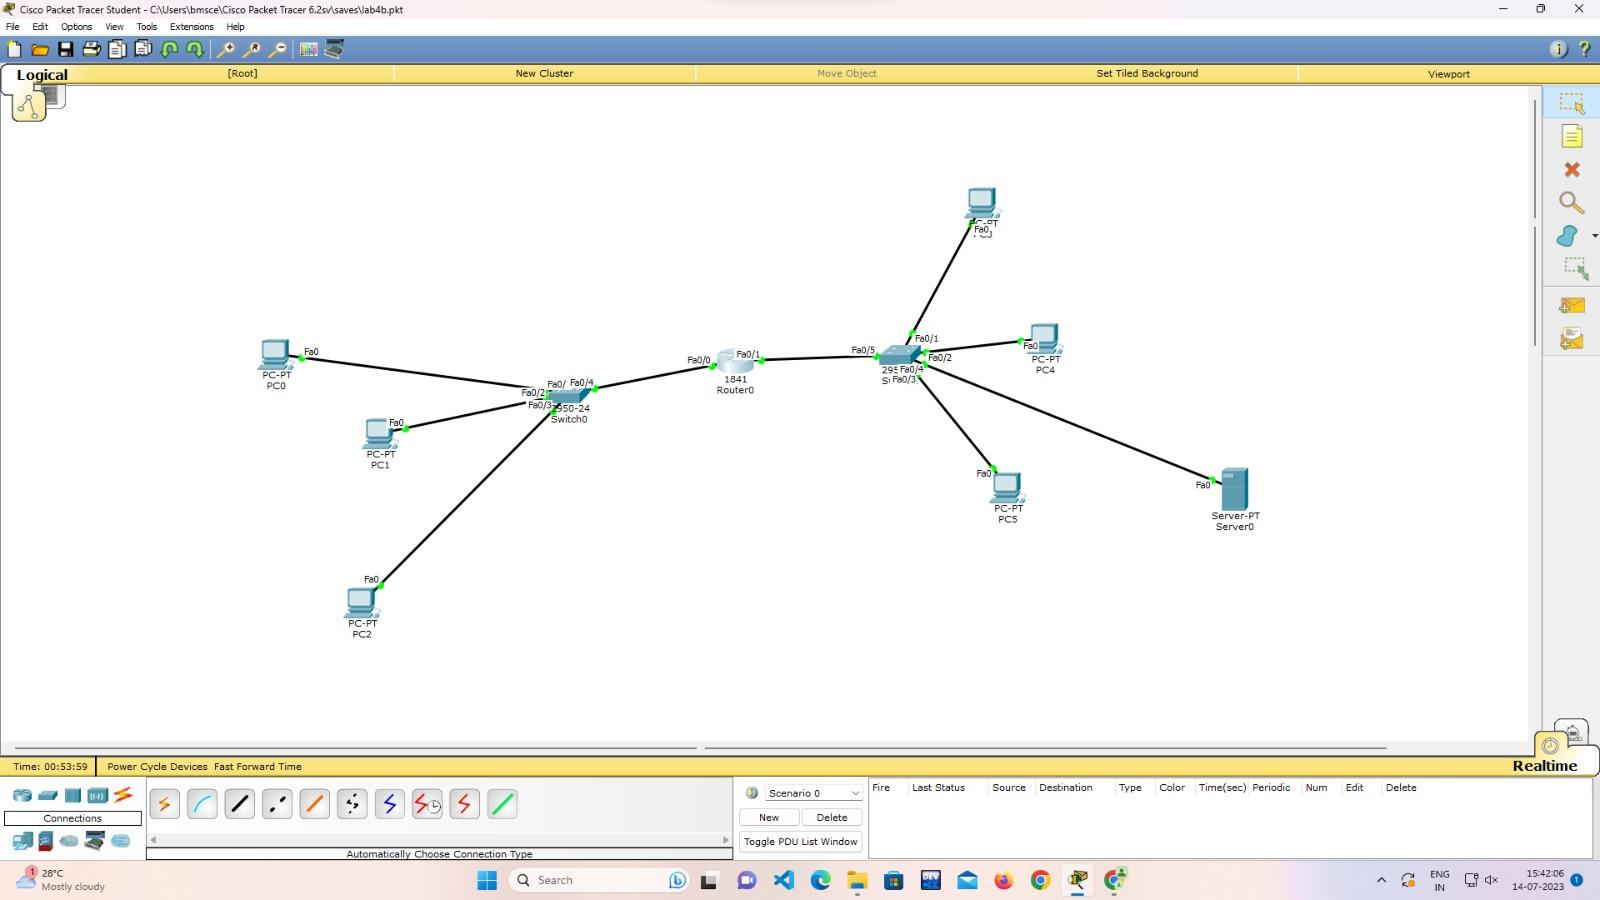 Cisco Packet Tracer Student - C:\Users\bmsce\Cisco Packet Tracer 6.2sv\saves\lab4b.pkt
File Edit Options View Tools Extensions Help
Logical [Root] New Cluster Move Object Set Tiled Background Viewport
PC-PT
Fa0
Fa0/1
Fa0
PC-PT
PC4
Fa0/2
Fa0/5
Fa0/4
Fa0/3
Fa0
PC-PT
PC0
Fa0/0
Fa0/1
1841
Router0
Fa0/ Fa0/4
Fa0/2
Fa0/3
950-24
Switch0
Fa0
PC-PT
PC1
Fa0
PC-PT
PC5
Fa0
Server-PT
Server0
Fa0
PC-PT
PC2
Time: 00:53:59 Power Cycle Devices Fast Forward Time
Realtime
Connections
Automatically Choose Connection Type
Scenario 0
New Delete
Toggle PDU List Window
Fire Last Status Source Destination Type Color Time(sec) Periodic Num Edit Delete
28°C
Mostly cloudy
Search
ENG
IN
15:42:06
14-07-2023